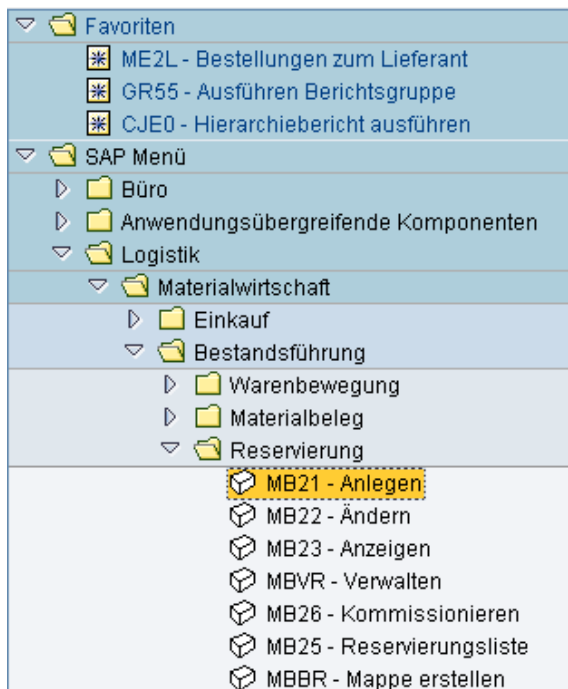 Favoriten
ME2L - Bestellungen zum Lieferant
GR55 - Ausführen Berichtsgruppe
CJE0 - Hierarchiebericht ausführen
SAP Menü
Büro
Anwendungsübergreifende Komponenten
Logistik
Materialwirtschaft
Einkauf
Bestandsführung
Warenbewegung
Materialbeleg
Reservierung
MB21 - Anlegen
MB22 - Ändern
MB23 - Anzeigen
MBVR - Verwalten
MB26 - Kommissionieren
MB25 - Reservierungsliste
MBBR - Mappe erstellen